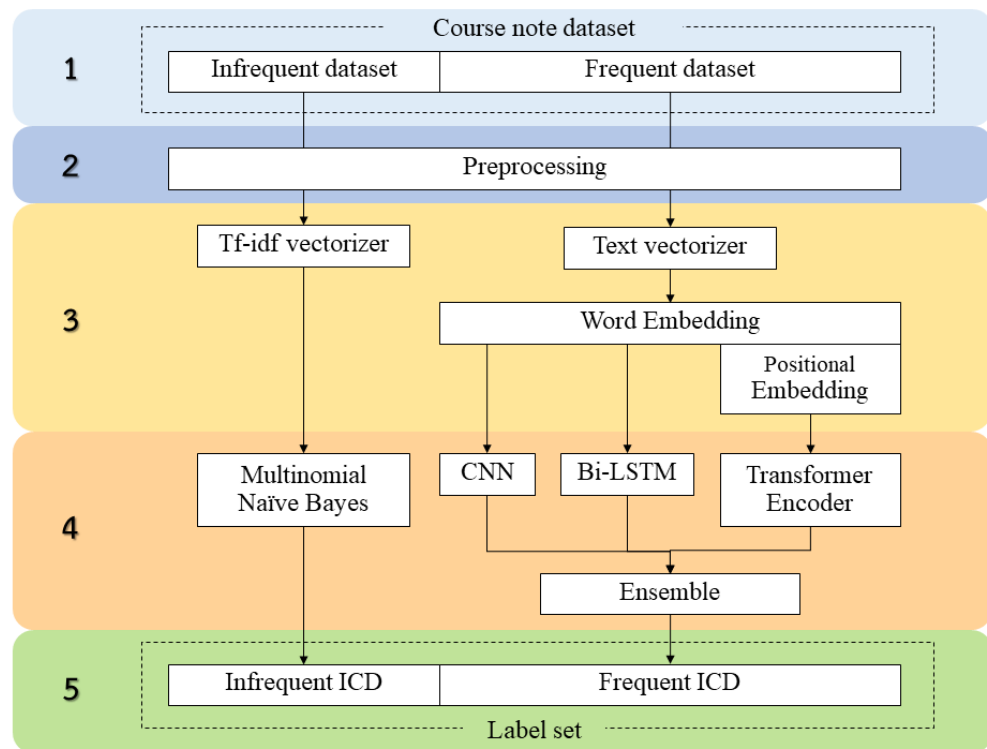 Course note dataset
1
Infrequent dataset
Frequent dataset
2
Preprocessing
Tf-idf vectorizer
Text vectorizer
3
Word Embedding
Positional
Embedding
4
Multinomial
Naïve Bayes
CNN
Bi-LSTM
Transformer
Encoder
Ensemble
5
Infrequent ICD
Frequent ICD
Label set